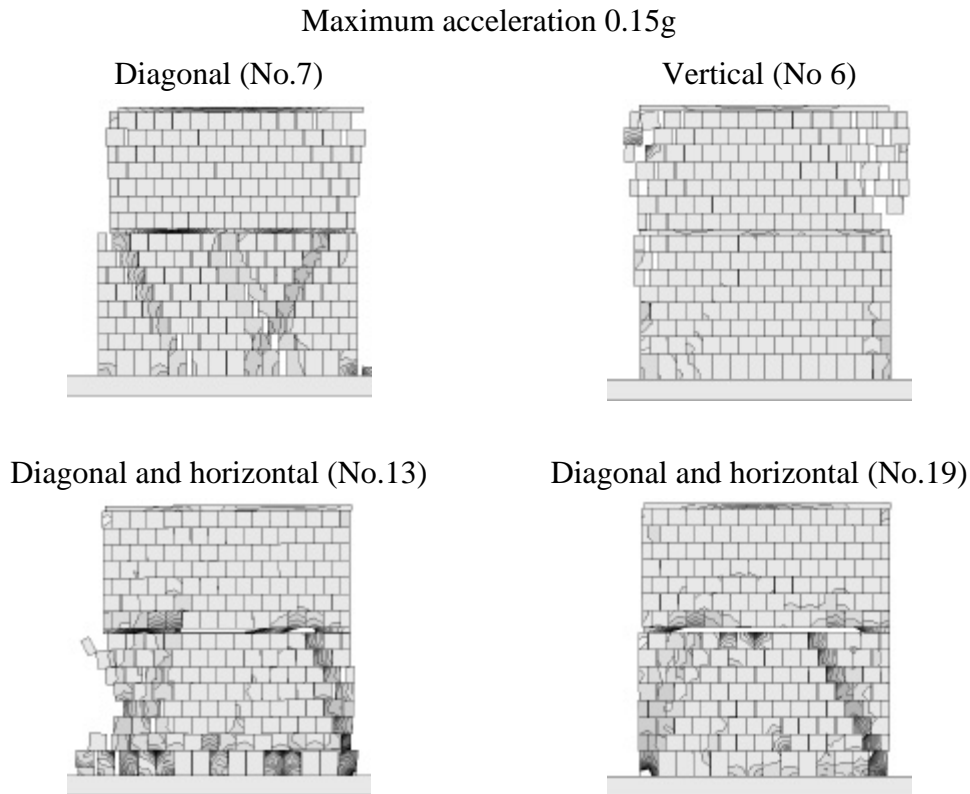 Maximum acceleration 0.15g
Diagonal (No.7)
Vertical (No 6)
Diagonal and horizontal (No.13)
Diagonal and horizontal (No.19)